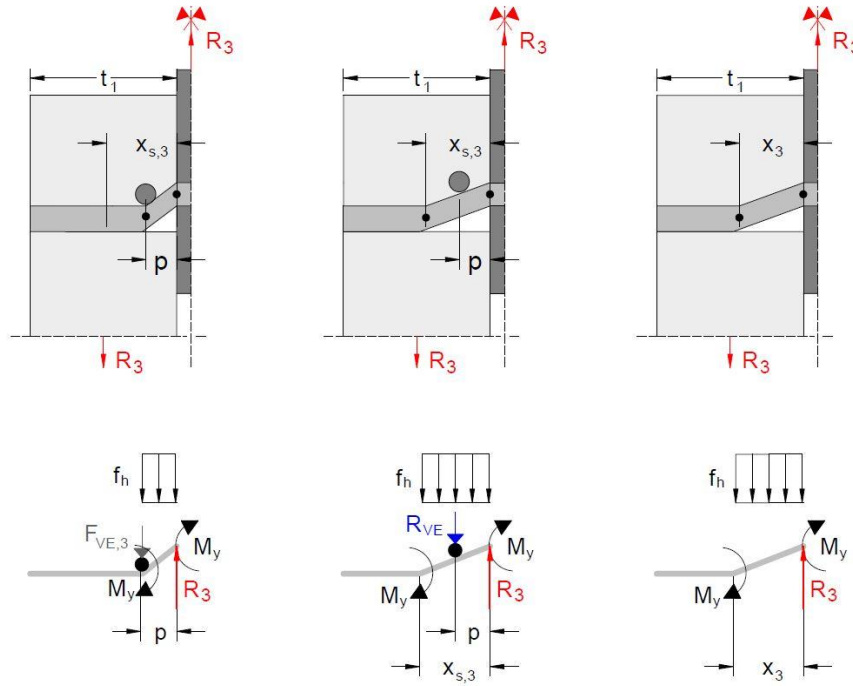 R3 R3 R3
t1 t1 t1
xs,3 xs,3 x3
p p
R3 R3 R3
fh fh fh
FVE,3 RVE
My My My
My R3 My R3 My R3
p p
xs,3 x3